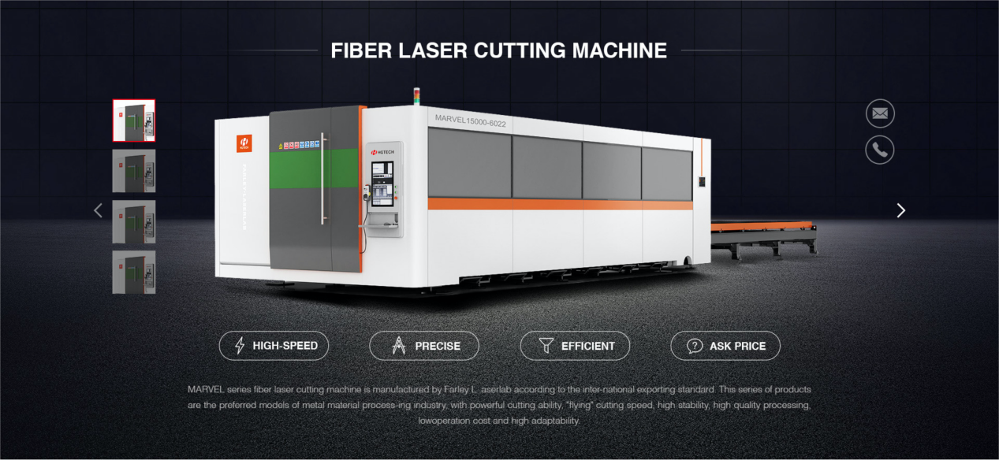 FIBER LASER CUTTING MACHINE
MARVEL15000-6022
HGTECH
HGTECH
HIGH-SPEED
PRECISE
EFFICIENT
ASK PRICE
MARVEL series fiber laser cutting machine is manufactured by Farley L aserlab according to the inter-national exporting standard. This series of products
are the preferred models of metal material process-ing industry, with powerful cutting ability, "flying" cutting speed, high stability, high quality processing,
lowoperation cost and high adaptability.